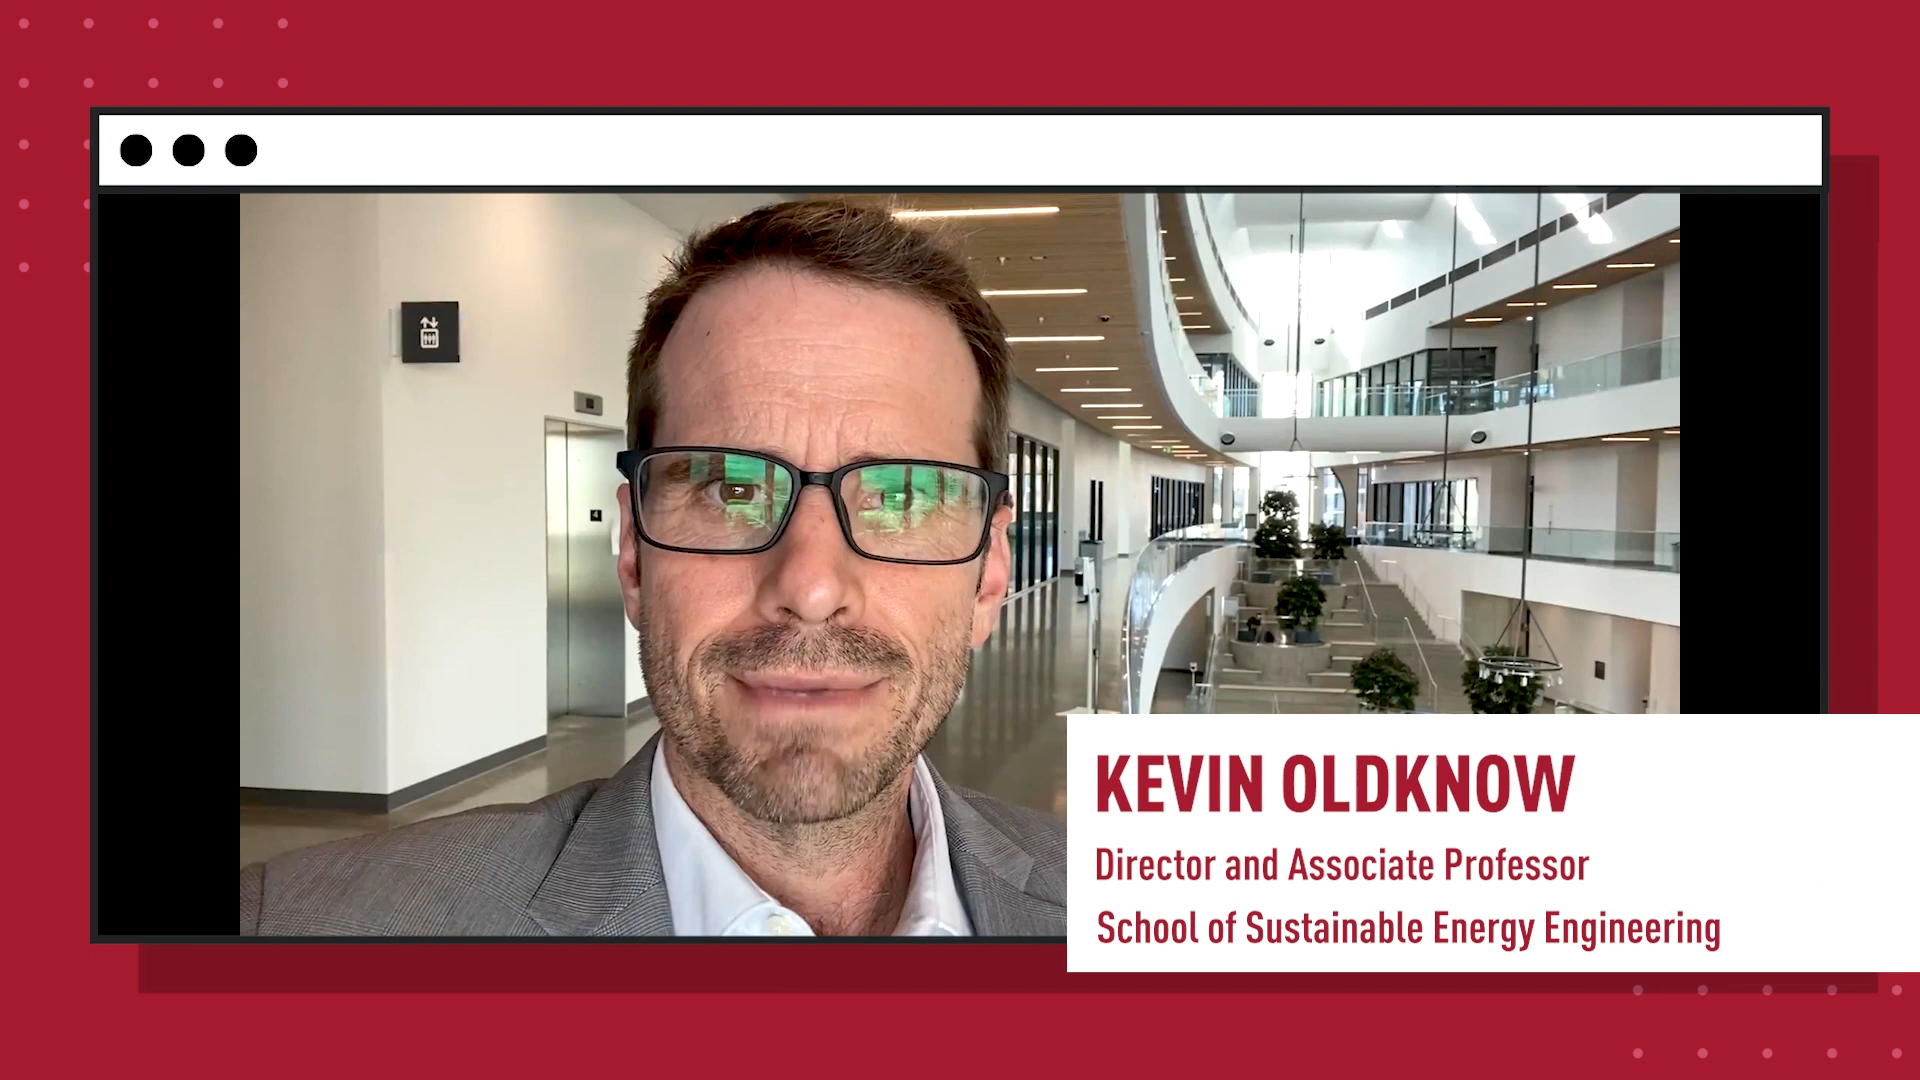 KEVIN OLDKNOW
Director and Associate Professor
School of Sustainable Energy Engineering